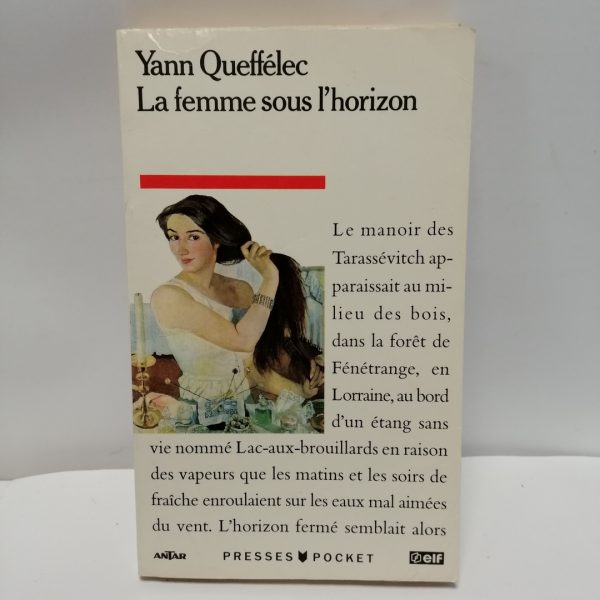 Yann Queffélec
La femme sous l'horizon
Le manoir des
Tarassévitch ap-
paraissait au mi-
lieu des bois,
dans la forêt de
Fénétrange, en
Lorraine, au bord
d'un étang sans
vie nommé Lac-aux-brouillards en raison
des vapeurs que les matins et les soirs de
fraîche enroulaient sur les eaux mal aimées
du vent. L'horizon fermé semblait alors
ANTAR PRESSES POCKET elf